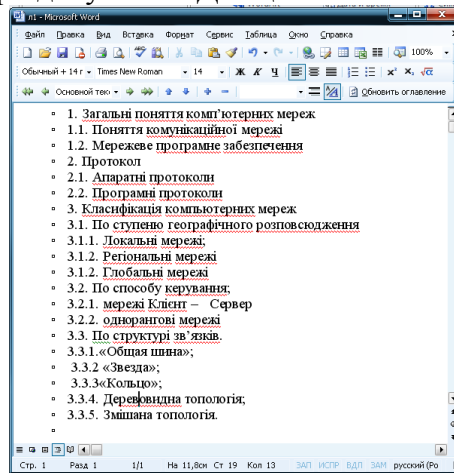 л1 - Microsoft Word
Файл Правка Вид Вставка Формат Сервис Таблица Окно Справка
100%
Обычный + 14 г Times New Roman 14 Ж К Ч
Основной текс Обновить оглавление
1. Загальні поняття комп’ютерних мереж
1.1. Поняття комунікаційної мережі
1.2. Мережеве програмне забезпечення
2. Протокол
2.1. Апаратні протоколи
2.2. Програмні протоколи
3. Класифікація компьютерних мереж
3.1. По ступеню географічного розповсюдження
3.1.1. Локальні мережі;
3.1.2. Регіональні мережі
3.1.2. Глобальні мережі
3.2. По способу керування;
3.2.1. мережі Клієнт – Сервер
3.2.2. однорангові мережі
3.3. По структурі зв’язків.
3.3.1.«Общая шина»;
3.3.2 «Звезда»;
3.3.3«Кольцо»;
3.3.4. Деревовидна топологія;
3.3.5. Змішана топологія.
Стр. 1 Разд 1 1/1 На 11,8см Ст 19 Кол 13 ЗАП ИСПР ВДЛ ЗАМ русский (Ро